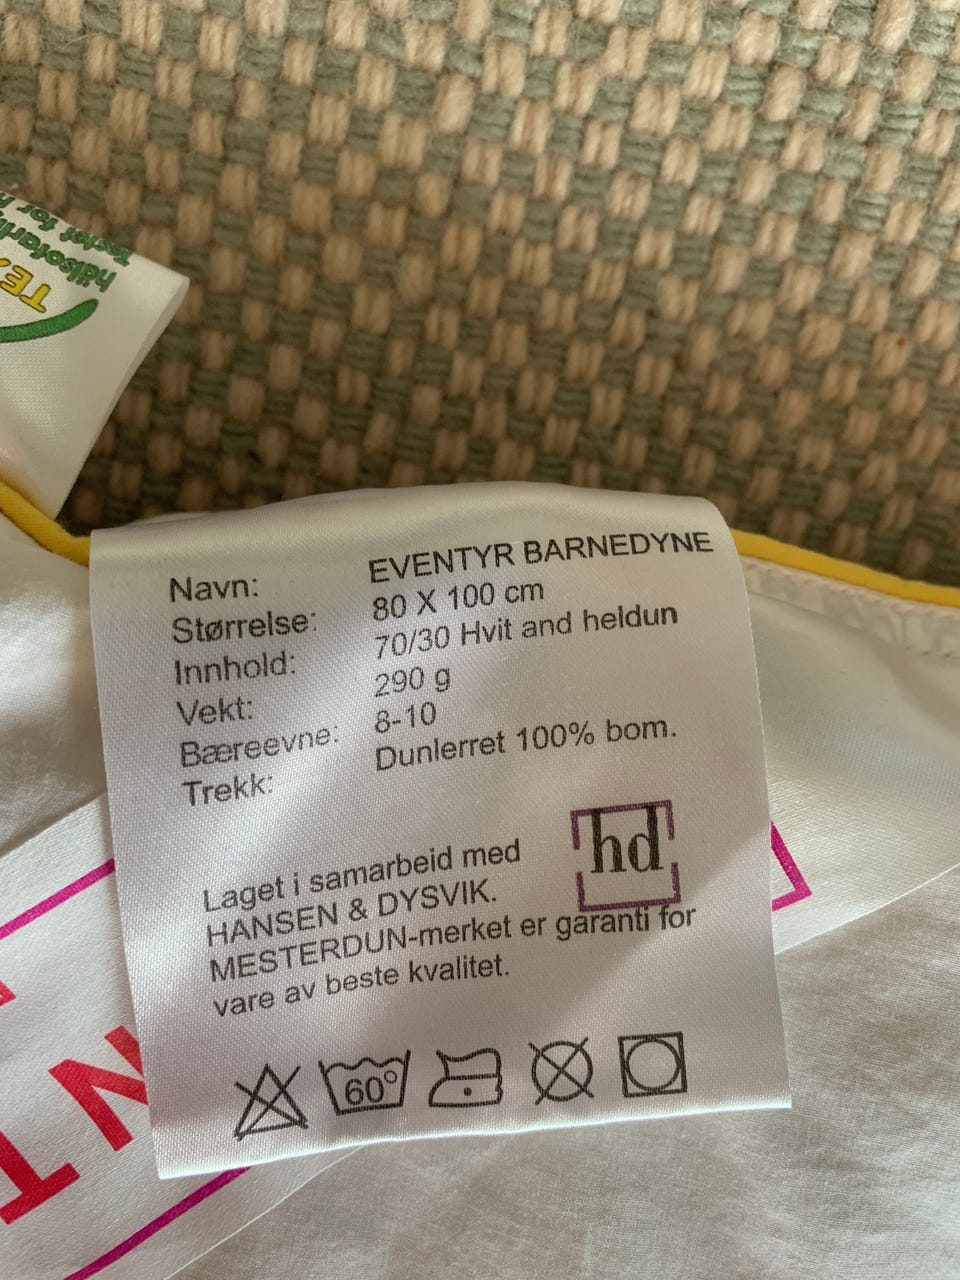 hälsofarli
TE
Navn: EVENTYR BARNEDYNE
Størrelse: 80 X 100 cm
Innhold: 70/30 Hvit and heldun
Vekt: 290 g
Bæreevne: 8-10
Trekk: Dunlerret 100% bom.
hd
Laget i samarbeid med
HANSEN & DYSVIK.
MESTERDUN-merket er garanti for
vare av beste kvalitet.
60°